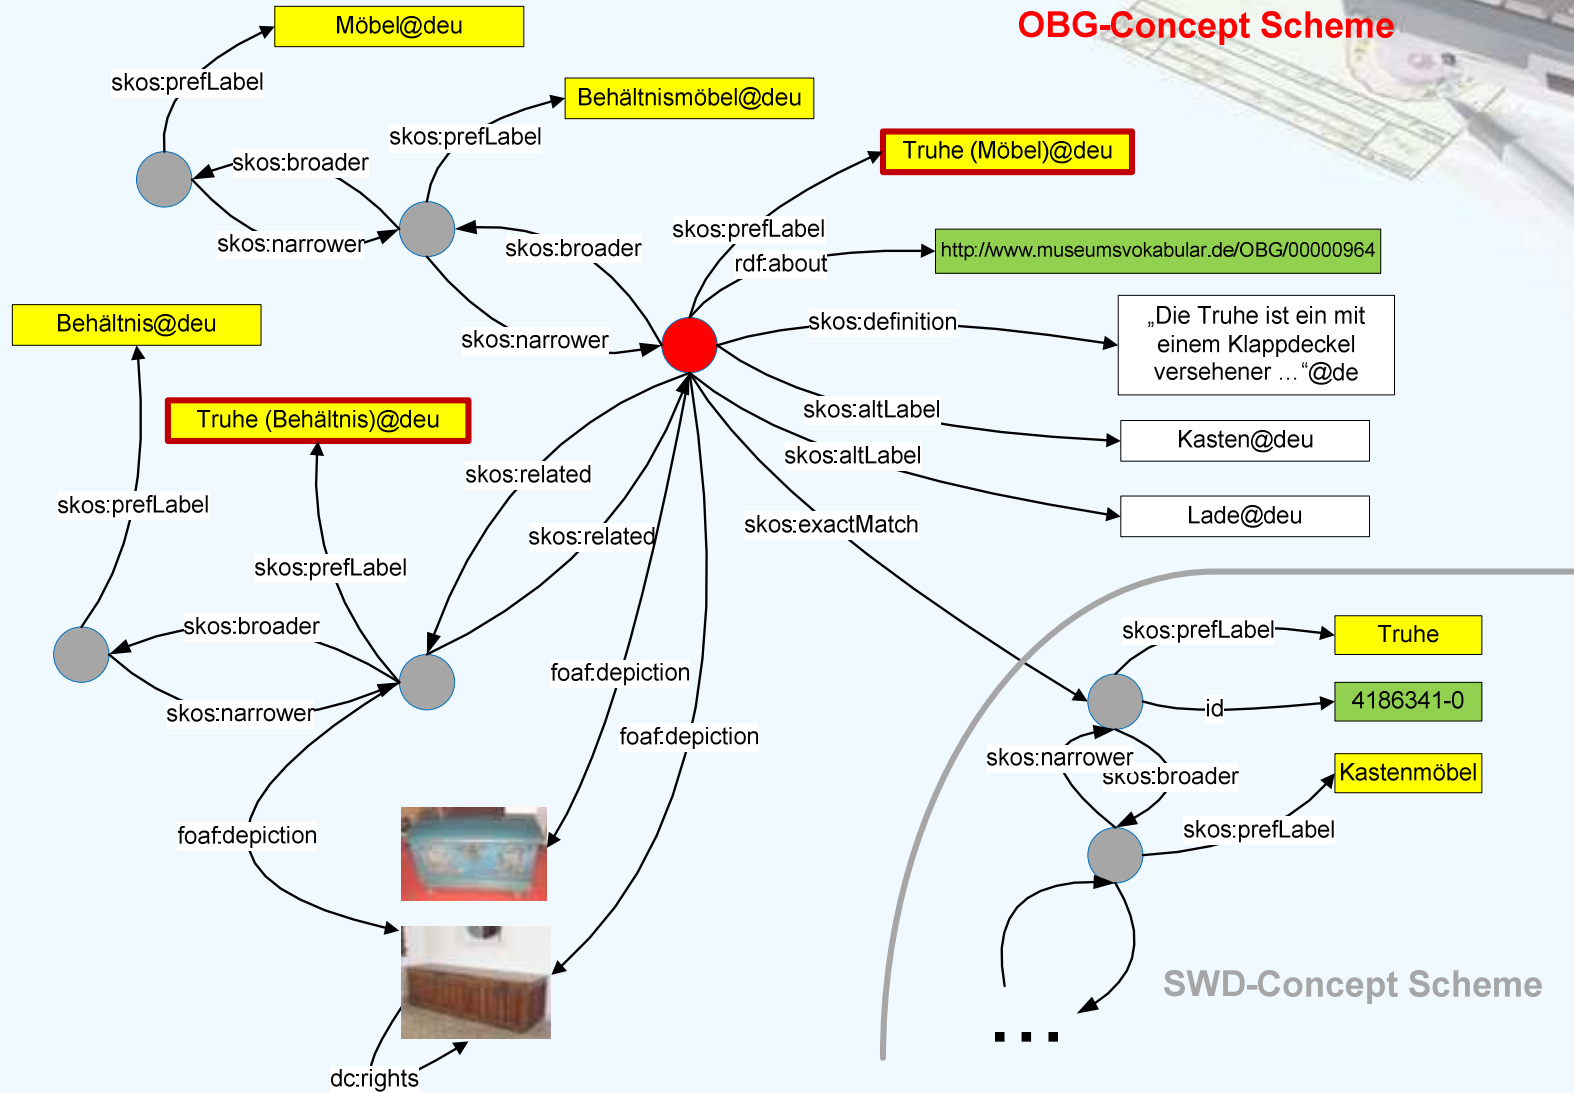 OBG-Concept Scheme
Möbel@deu
skos:prefLabel
Behältnismöbel@deu
skos:prefLabel
skos:broader
skos:narrower
Truhe (Möbel)@deu
skos:prefLabel
skos:broader
rdf:about
http://www.museumsvokabular.de/OBG/00000964
Behältnis@deu
skos:narrower
skos:definition
„Die Truhe ist ein mit
einem Klappdeckel
versehener ...“@de
Truhe (Behältnis)@deu
skos:altLabel
Kasten@deu
skos:altLabel
skos:related
skos:prefLabel
Lade@deu
skos:exactMatch
skos:related
skos:prefLabel
skos:broader
skos:narrower
foaf:depiction
foaf:depiction
foaf:depiction
skos:prefLabel
Truhe
id
4186341-0
skos:narrower
skos:broader
Kastenmöbel
skos:prefLabel
SWD-Concept Scheme
...
dc:rights